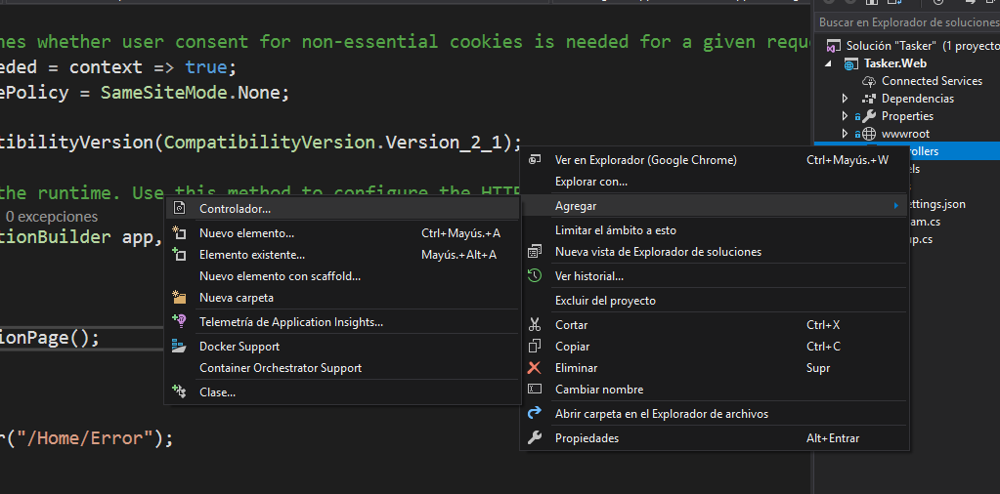 Buscar en Explorador de soluciones
nes whether user consent for non-essential cookies is needed for a given requ
Solución "Tasker" (1 proyecto
eded = context => true;
Tasker.Web
ePolicy = SameSiteMode.None;
Connected Services
Dependencias
Properties
wwwroot
tibilityVersion(CompatibilityVersion.Version_2_1);
rollers
Ver en Explorador (Google Chrome) Ctrl+Mayús.+W
els
Explorar con...
the runtime. Use this method to configure the HTTP
Agregar
ettings.json
0 excepciones
Controlador...
am.cs
tionBuilder app,
Nuevo elemento... Ctrl+Mayús.+A
Limitar el ámbito a esto
up.cs
Elemento existente... Mayús.+Alt+A
Nueva vista de Explorador de soluciones
Nuevo elemento con scaffold...
Ver historial...
Nueva carpeta
Excluir del proyecto
Telemetría de Application Insights...
Cortar Ctrl+X
ionPage();
Docker Support
Copiar Ctrl+C
Container Orchestrator Support
Eliminar Supr
Clase...
Cambiar nombre
Abrir carpeta en el Explorador de archivos
r("/Home/Error");
Propiedades Alt+Entrar